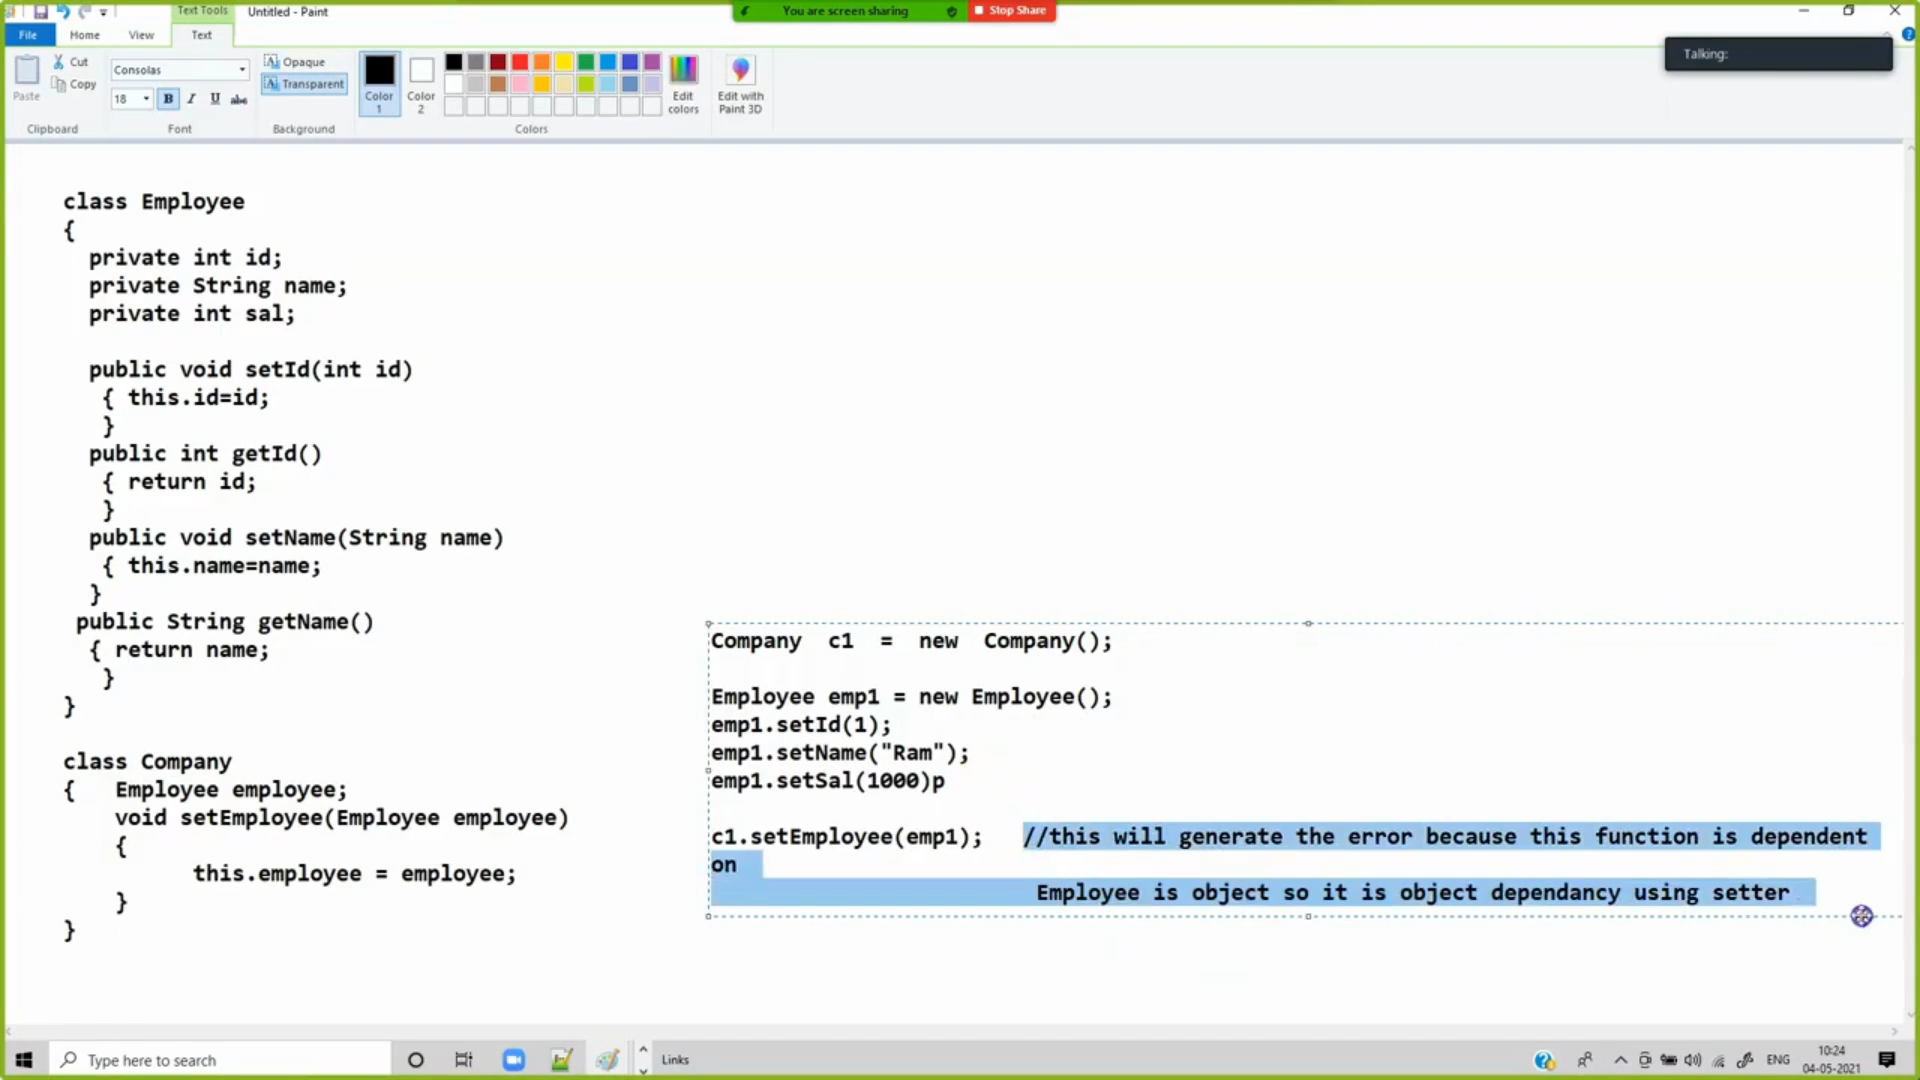 Text Tools
Untitled - Paint
You are screen sharing
Stop Share
File
Home
View
Text
Talking:
Paste
Cut
Copy
Clipboard
Consolas
18
B I U abc
Font
Opaque
Transparent
Background
Color 1
Color 2
Edit colors
Edit with Paint 3D
Colors
class Employee
{
private int id;
private String name;
private int sal;
public void setId(int id)
{ this.id=id;
}
public int getId()
{ return id;
}
public void setName(String name)
{ this.name=name;
}
public String getName()
{ return name;
}
}
class Company
{ Employee employee;
void setEmployee(Employee employee)
{
this.employee = employee;
}
}
Company c1 = new Company();
Employee emp1 = new Employee();
emp1.setId(1);
emp1.setName("Ram");
emp1.setSal(1000)p
c1.setEmployee(emp1); //this will generate the error because this function is dependent
on
Employee is object so it is object dependancy using setter
Type here to search
Links
ENG
10:24
04-05-2021